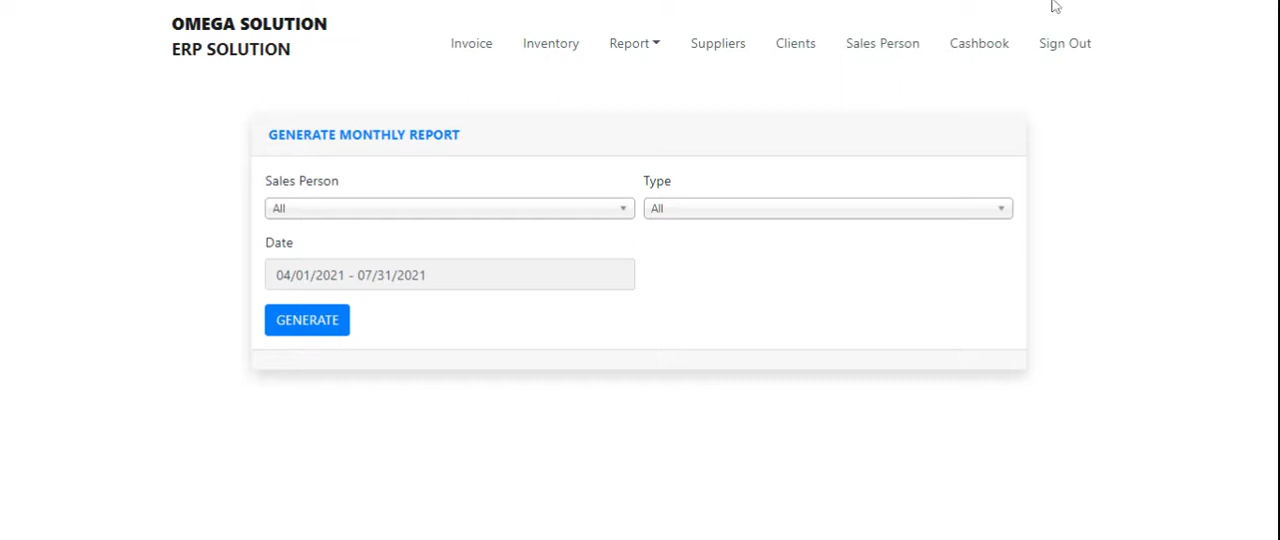 OMEGA SOLUTION
ERP SOLUTION
Invoice Inventory Report Suppliers Clients Sales Person Cashbook Sign Out
GENERATE MONTHLY REPORT
Sales Person Type
All All
Date
04/01/2021 - 07/31/2021
GENERATE